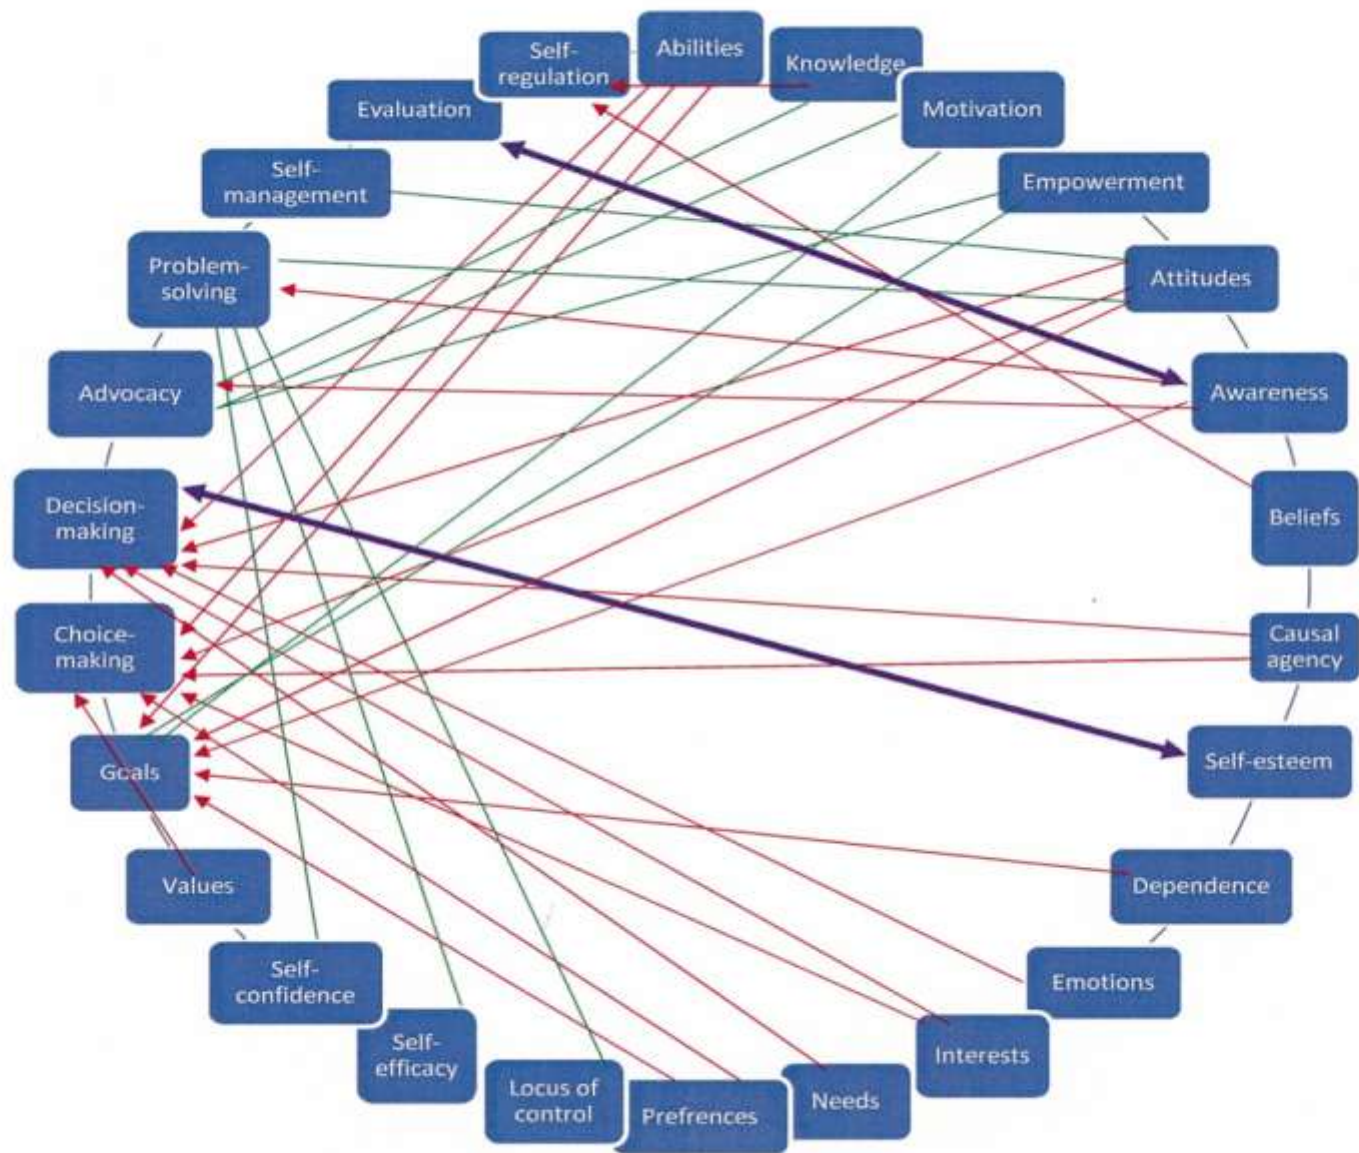 Abilities
Knowledge
Motivation
Empowerment
Attitudes
Awareness
Beliefs
Causal
agency
Self-esteem
Dependence
Emotions
Interests
Needs
Prefrences
Locus of
control
Self-
efficacy
Self-
confidence
Values
Goals
Choice-
making
Decision-
making
Advocacy
Problem-
solving
Self-
management
Evaluation
Self-
regulation